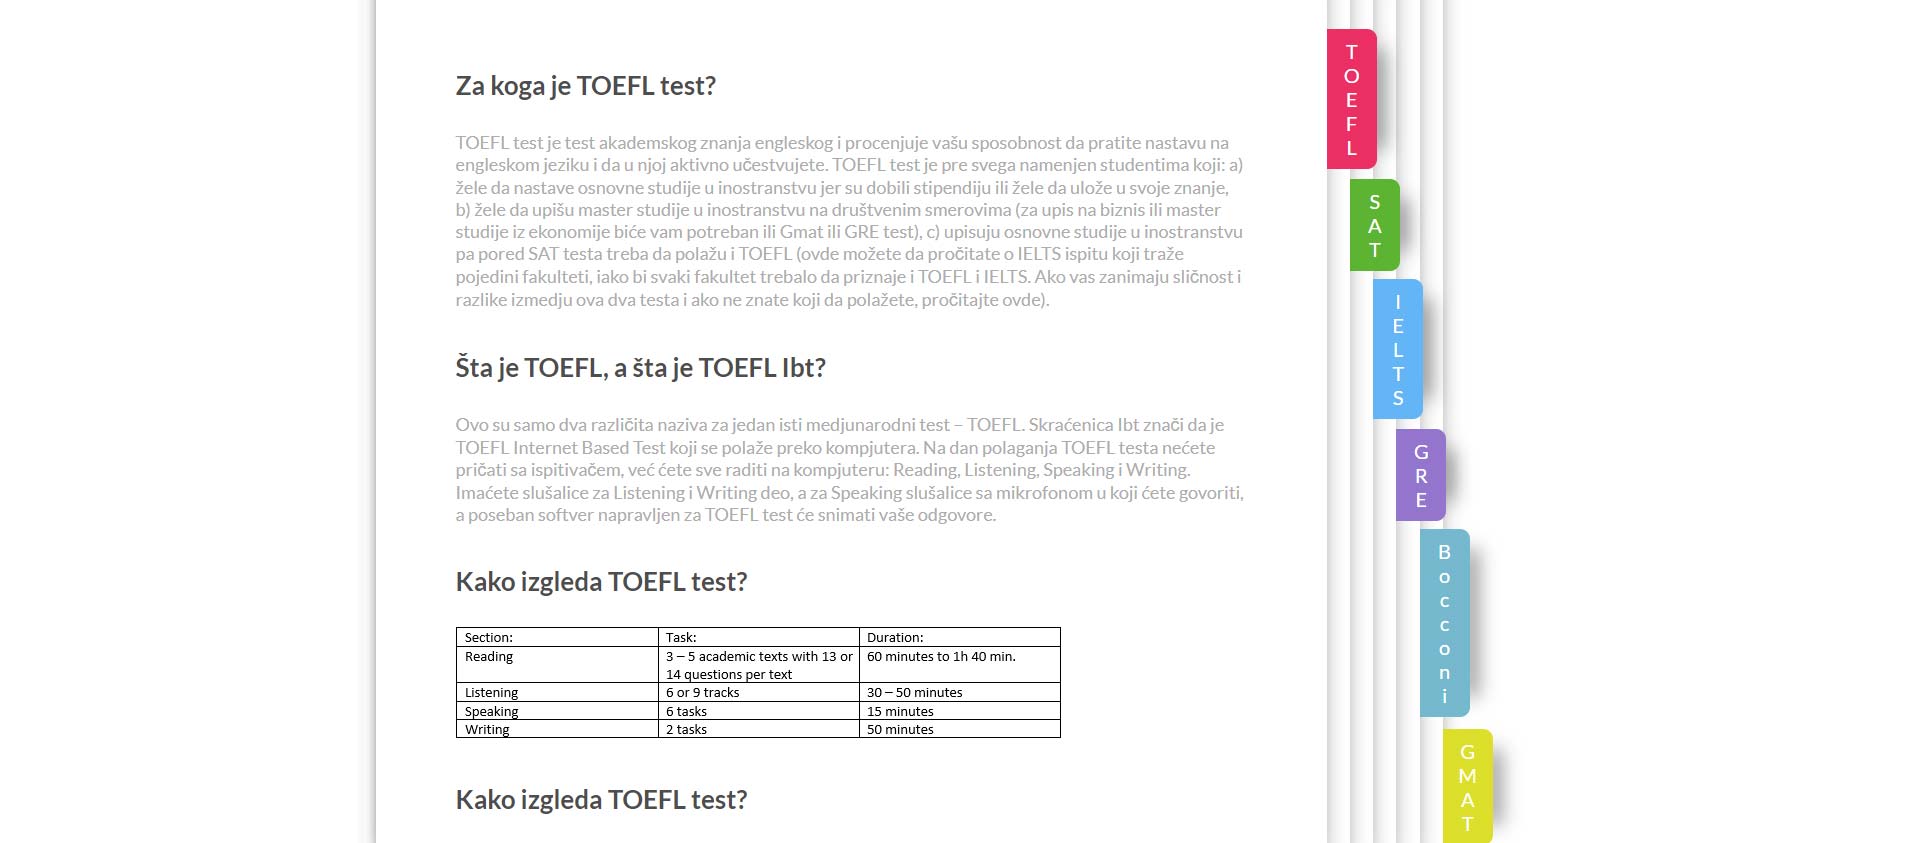 Za koga je TOEFL test?
TOEFL test je test akademskog znanja engleskog i procenjuje vašu sposobnost da pratite nastavu na
engleskom jeziku i da u njoj aktivno učestvujete. TOEFL test je pre svega namenjen studentima koji: a)
žele da nastave osnovne studije u inostranstvu jer su dobili stipendiju ili žele da ulože u svoje znanje,
b) žele da upišu master studije u inostranstvu na društvenim smerovima (za upis na biznis ili master
studije iz ekonomije biće vam potreban ili Gmat ili GRE test), c) upisuju osnovne studije u inostranstvu
pa pored SAT testa treba da polažu i TOEFL (ovde možete da pročitate o IELTS ispitu koji traže
pojedini fakulteti, iako bi svaki fakultet trebalo da priznaje i TOEFL i IELTS. Ako vas zanimaju sličnost i
razlike izmedju ova dva testa i ako ne znate koji da polažete, pročitajte ovde).
Šta je TOEFL, a šta je TOEFL Ibt?
Ovo su samo dva različita naziva za jedan isti medjunarodni test – TOEFL. Skraćenica Ibt znači da je
TOEFL Internet Based Test koji se polaže preko kompjutera. Na dan polaganja TOEFL testa nećete
pričati sa ispitivačem, već ćete sve raditi na kompjuteru: Reading, Listening, Speaking i Writing.
Imaćete slušalice za Listening i Writing deo, a za Speaking slušalice sa mikrofonom u koji ćete govoriti,
a poseban softver napravljen za TOEFL test će snimati vaše odgovore.
Kako izgleda TOEFL test?
Section: Task: Duration:
Reading 3 – 5 academic texts with 13 or 60 minutes to 1h 40 min.
14 questions per text
Listening 6 or 9 tracks 30 – 50 minutes
Speaking 6 tasks 15 minutes
Writing 2 tasks 50 minutes
Kako izgleda TOEFL test?
TOEFL
SAT
IELTS
GRE
Bocconi
GMAT